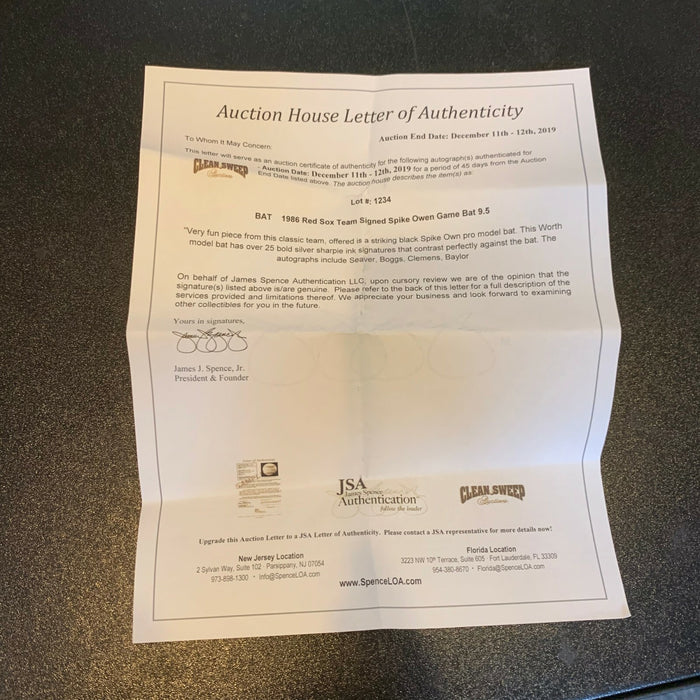 Auction House Letter of Authenticity
Auction End Date: December 11th - 12th, 2019
To Whom It May Concern:
This letter will serve as an auction certificate of authenticity for the following autograph(s) authenticated for
CLEAN SWEEP
Auctions
- Auction Date: December 11th - 12th, 2019 for a period of 45 days from the Auction
End Date listed above. The auction house describes the item(s) as:
Lot #: 1234
BAT 1986 Red Sox Team Signed Spike Owen Game Bat 9.5
"Very fun piece from this classic team, offered is a striking black Spike Own pro model bat. This Worth
model bat has over 25 bold silver sharpie ink signatures that contrast perfectly against the bat. The
autographs include Seaver, Boggs, Clemens, Baylor
On behalf of James Spence Authentication LLC, upon cursory review we are of the opinion that the
signature(s) listed above is/are genuine. Please refer to the back of this letter for a full description of the
services provided and limitations thereof. We appreciate your business and look forward to examining
other collectibles for you in the future.
Yours in signatures,
James J. Spence, Jr.
President & Founder
JSA
James Spence
Authentication
follow the leader
CLEAN SWEEP
Auctions
Upgrade this Auction Letter to a JSA Letter of Authenticity. Please contact a JSA representative for more details now!
New Jersey Location
2 Sylvan Way, Suite 102 · Parsippany, NJ 07054
973-898-1300 · Info@SpenceLOA.com
Florida Location
3223 NW 10th Terrace, Suite 605 · Fort Lauderdale, FL 33309
954-380-8670 · Florida@SpenceLOA.com
www.SpenceLOA.com